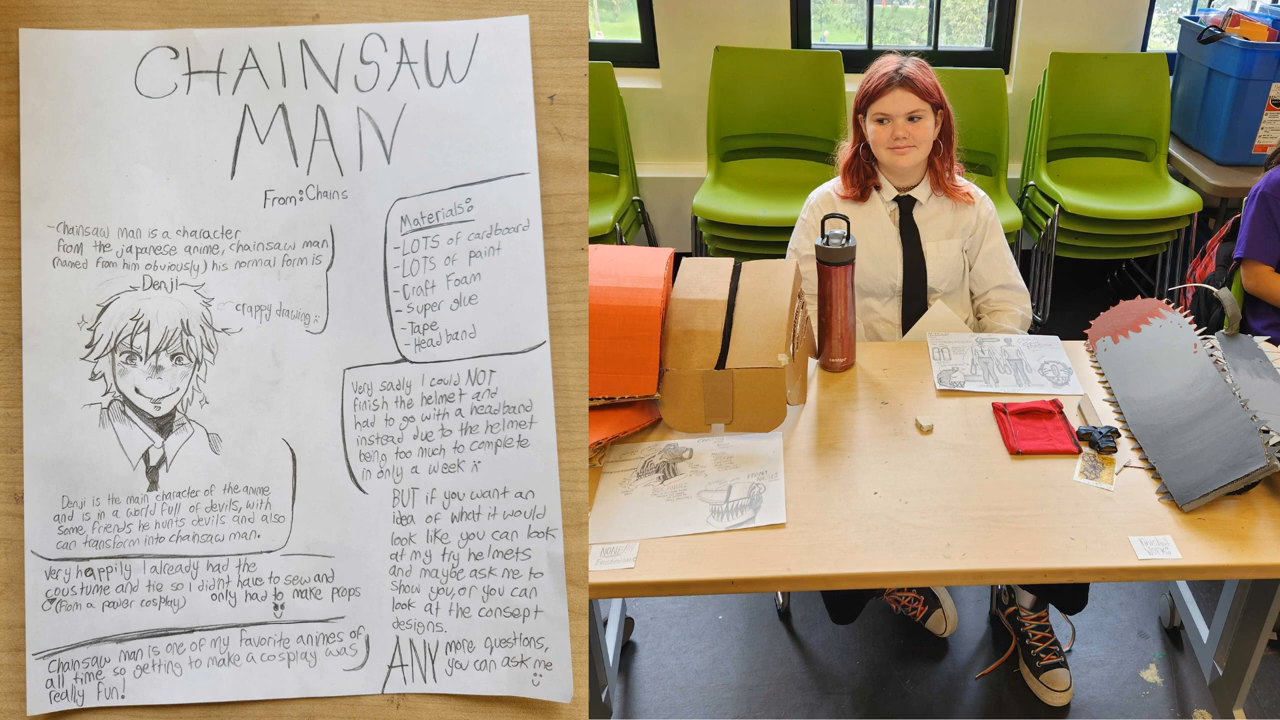 CHAINSAW
MAN
From: Chains
-Chainsaw man is a character
from the japanese anime, chainsaw man
(named from him obviously) his normal form is
Denji
crappy drawing :c
Materials:
-LOTS of cardboard
-LOTS of paint
-Craft Foam
-Super glue
-Tape
-Headband
Very sadly I could NOT
finish the helmet and
had to go with a headband
instead due to the helmet
being too much to complete
in only a week
Denji is the main character of the anime
and is in a world full of devils, with
some friends he hunts devils and also
can transform into chainsaw man.
BUT if you want an
idea of what it would
look like you can look
at my try helmets
and maybe ask me to
show you, or you can
look at the consept
designs.
very happily I already had the
coustume and tie so I didnt have to sew and
(from a power cosplay) only had to make props
Chainsaw man is one of my favorite animes of
all time so getting to make a cosplay was
really fun!
ANY more questions,
you can ask me
contigo